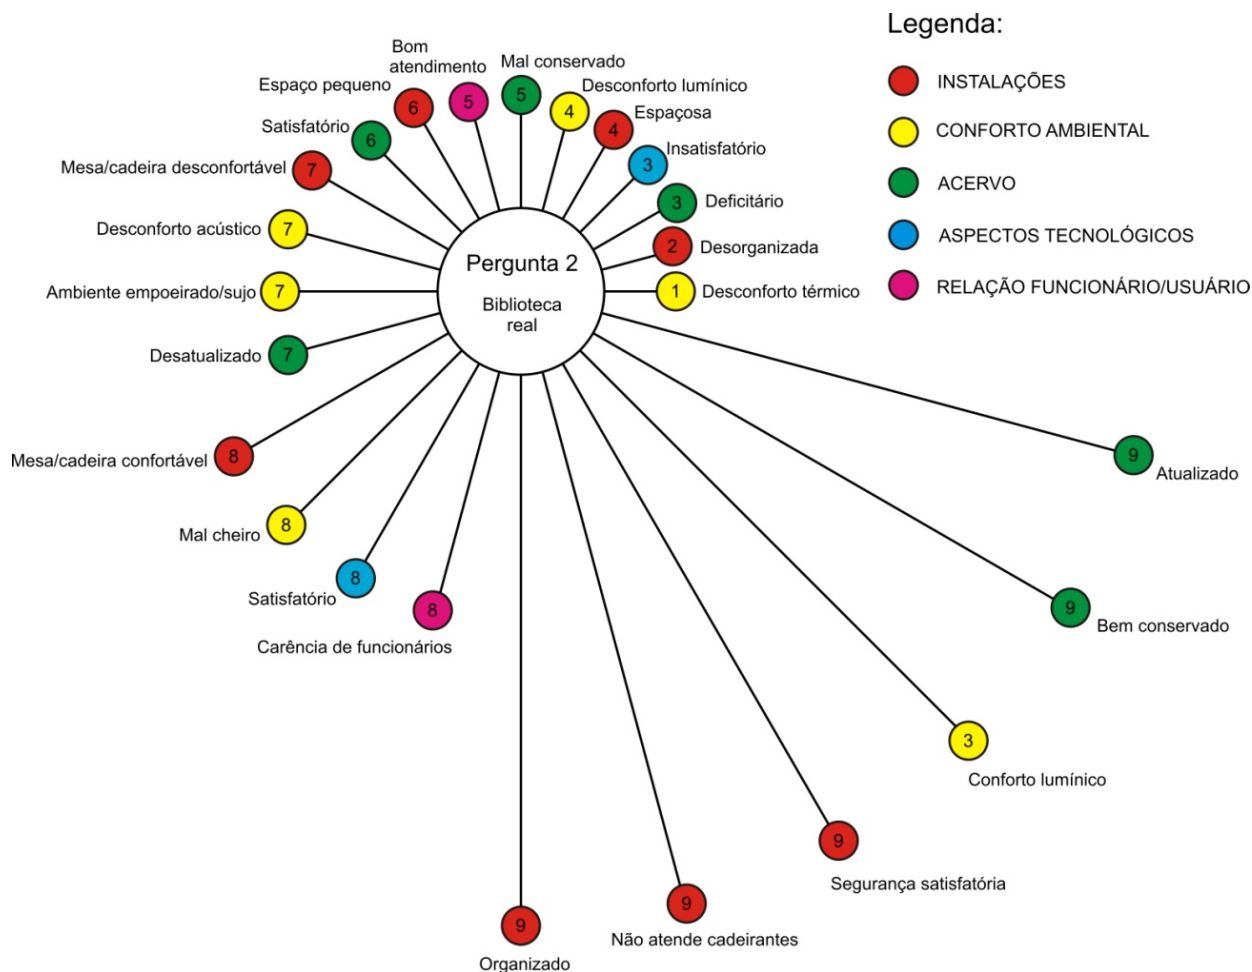 Legenda:
INSTALAÇÕES
CONFORTO AMBIENTAL
ACERVO
ASPECTOS TECNOLÓGICOS
RELAÇÃO FUNCIONÁRIO/USUÁRIO
Pergunta 2
Biblioteca
real
Mal conservado
5
Desconforto lumínico
4
Espaçosa
4
Insatisfatório
3
Deficitário
3
Desorganizada
2
Desconforto térmico
1
9
Atualizado
9
Bem conservado
3
Conforto lumínico
9
Segurança satisfatória
9
Não atende cadeirantes
9
Organizado
8
Carência de funcionários
8
Satisfatório
8
Mal cheiro
Mesa/cadeira confortável
8
Desatualizado
7
Ambiente empoeirado/sujo
7
Desconforto acústico
7
Mesa/cadeira desconfortável
7
Satisfatório
6
Espaço pequeno
6
Bom
atendimento
5